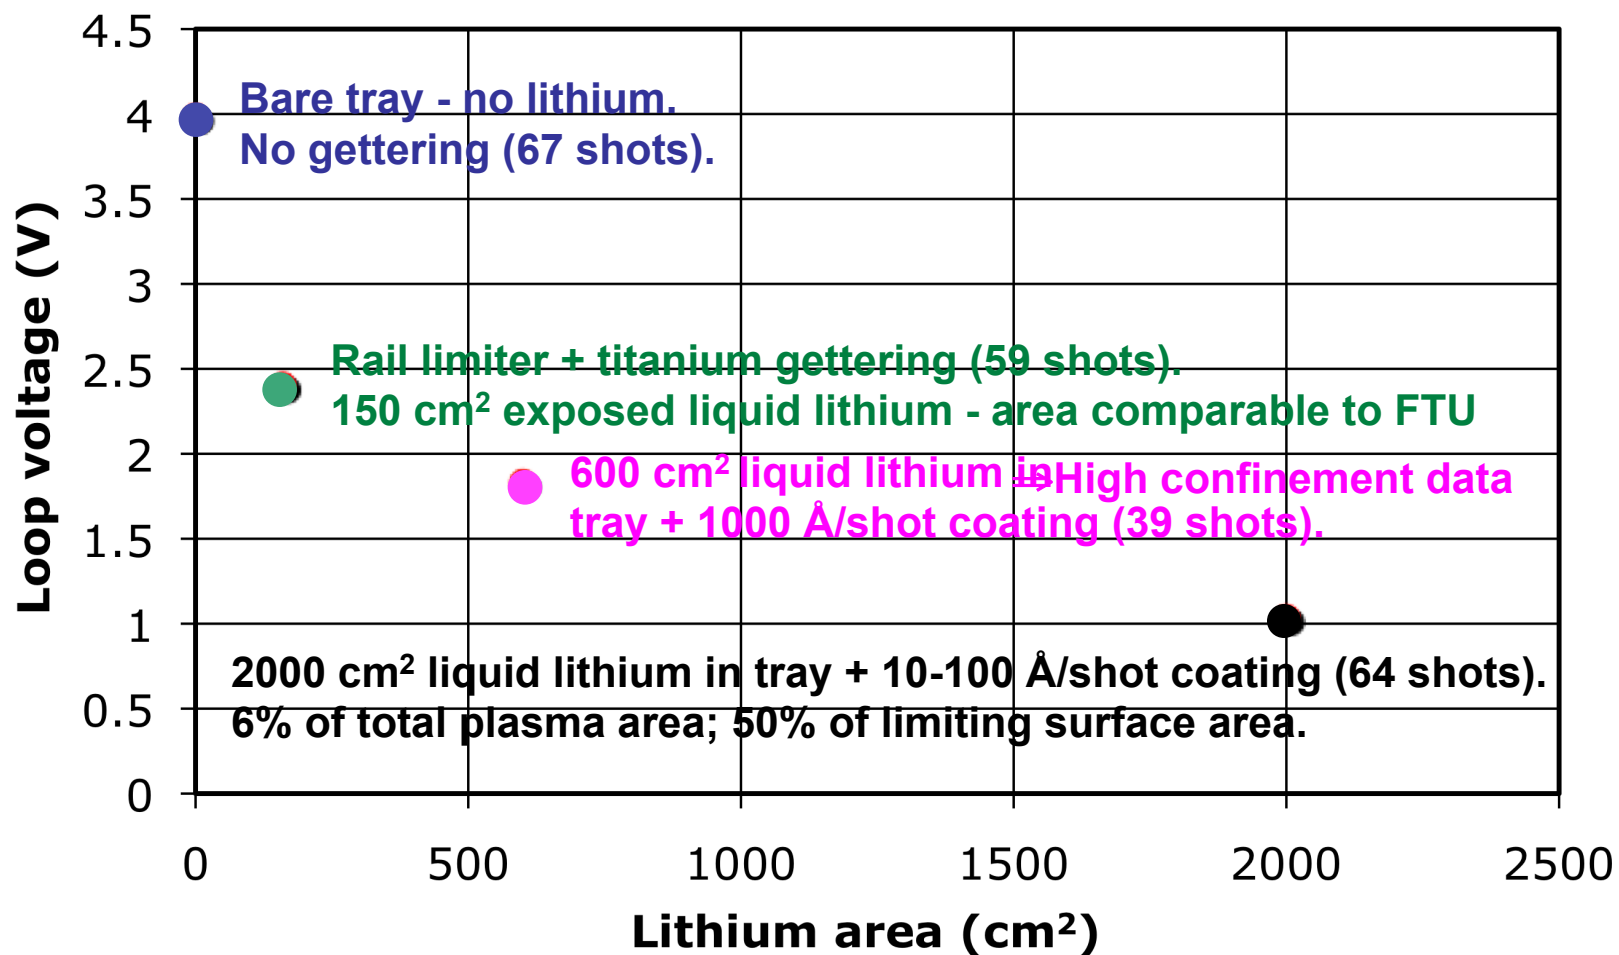 4.5
4
3.5
3
2.5
2
1.5
1
0.5
0
Loop voltage (V)
Bare tray - no lithium.
No gettering (67 shots).
Rail limiter + titanium gettering (59 shots).
150 cm² exposed liquid lithium - area comparable to FTU
600 cm² liquid lithium in
tray + 1000 Å/shot coating (39 shots).
⇒High confinement data
2000 cm² liquid lithium in tray + 10-100 Å/shot coating (64 shots).
6% of total plasma area; 50% of limiting surface area.
0 500 1000 1500 2000 2500
Lithium area (cm²)